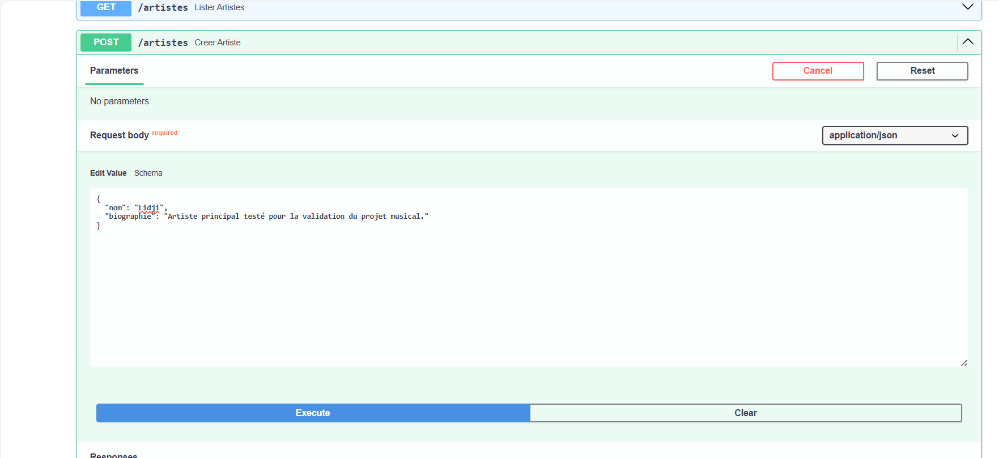 GET /artistes Lister Artistes
POST /artistes Creer Artiste
Parameters
Cancel
Reset
No parameters
Request body required
application/json
Edit Value
Schema
{
"nom": "Lidji",
"biographie": "Artiste principal testé pour la validation du projet musical."
}
Execute
Clear
Responses